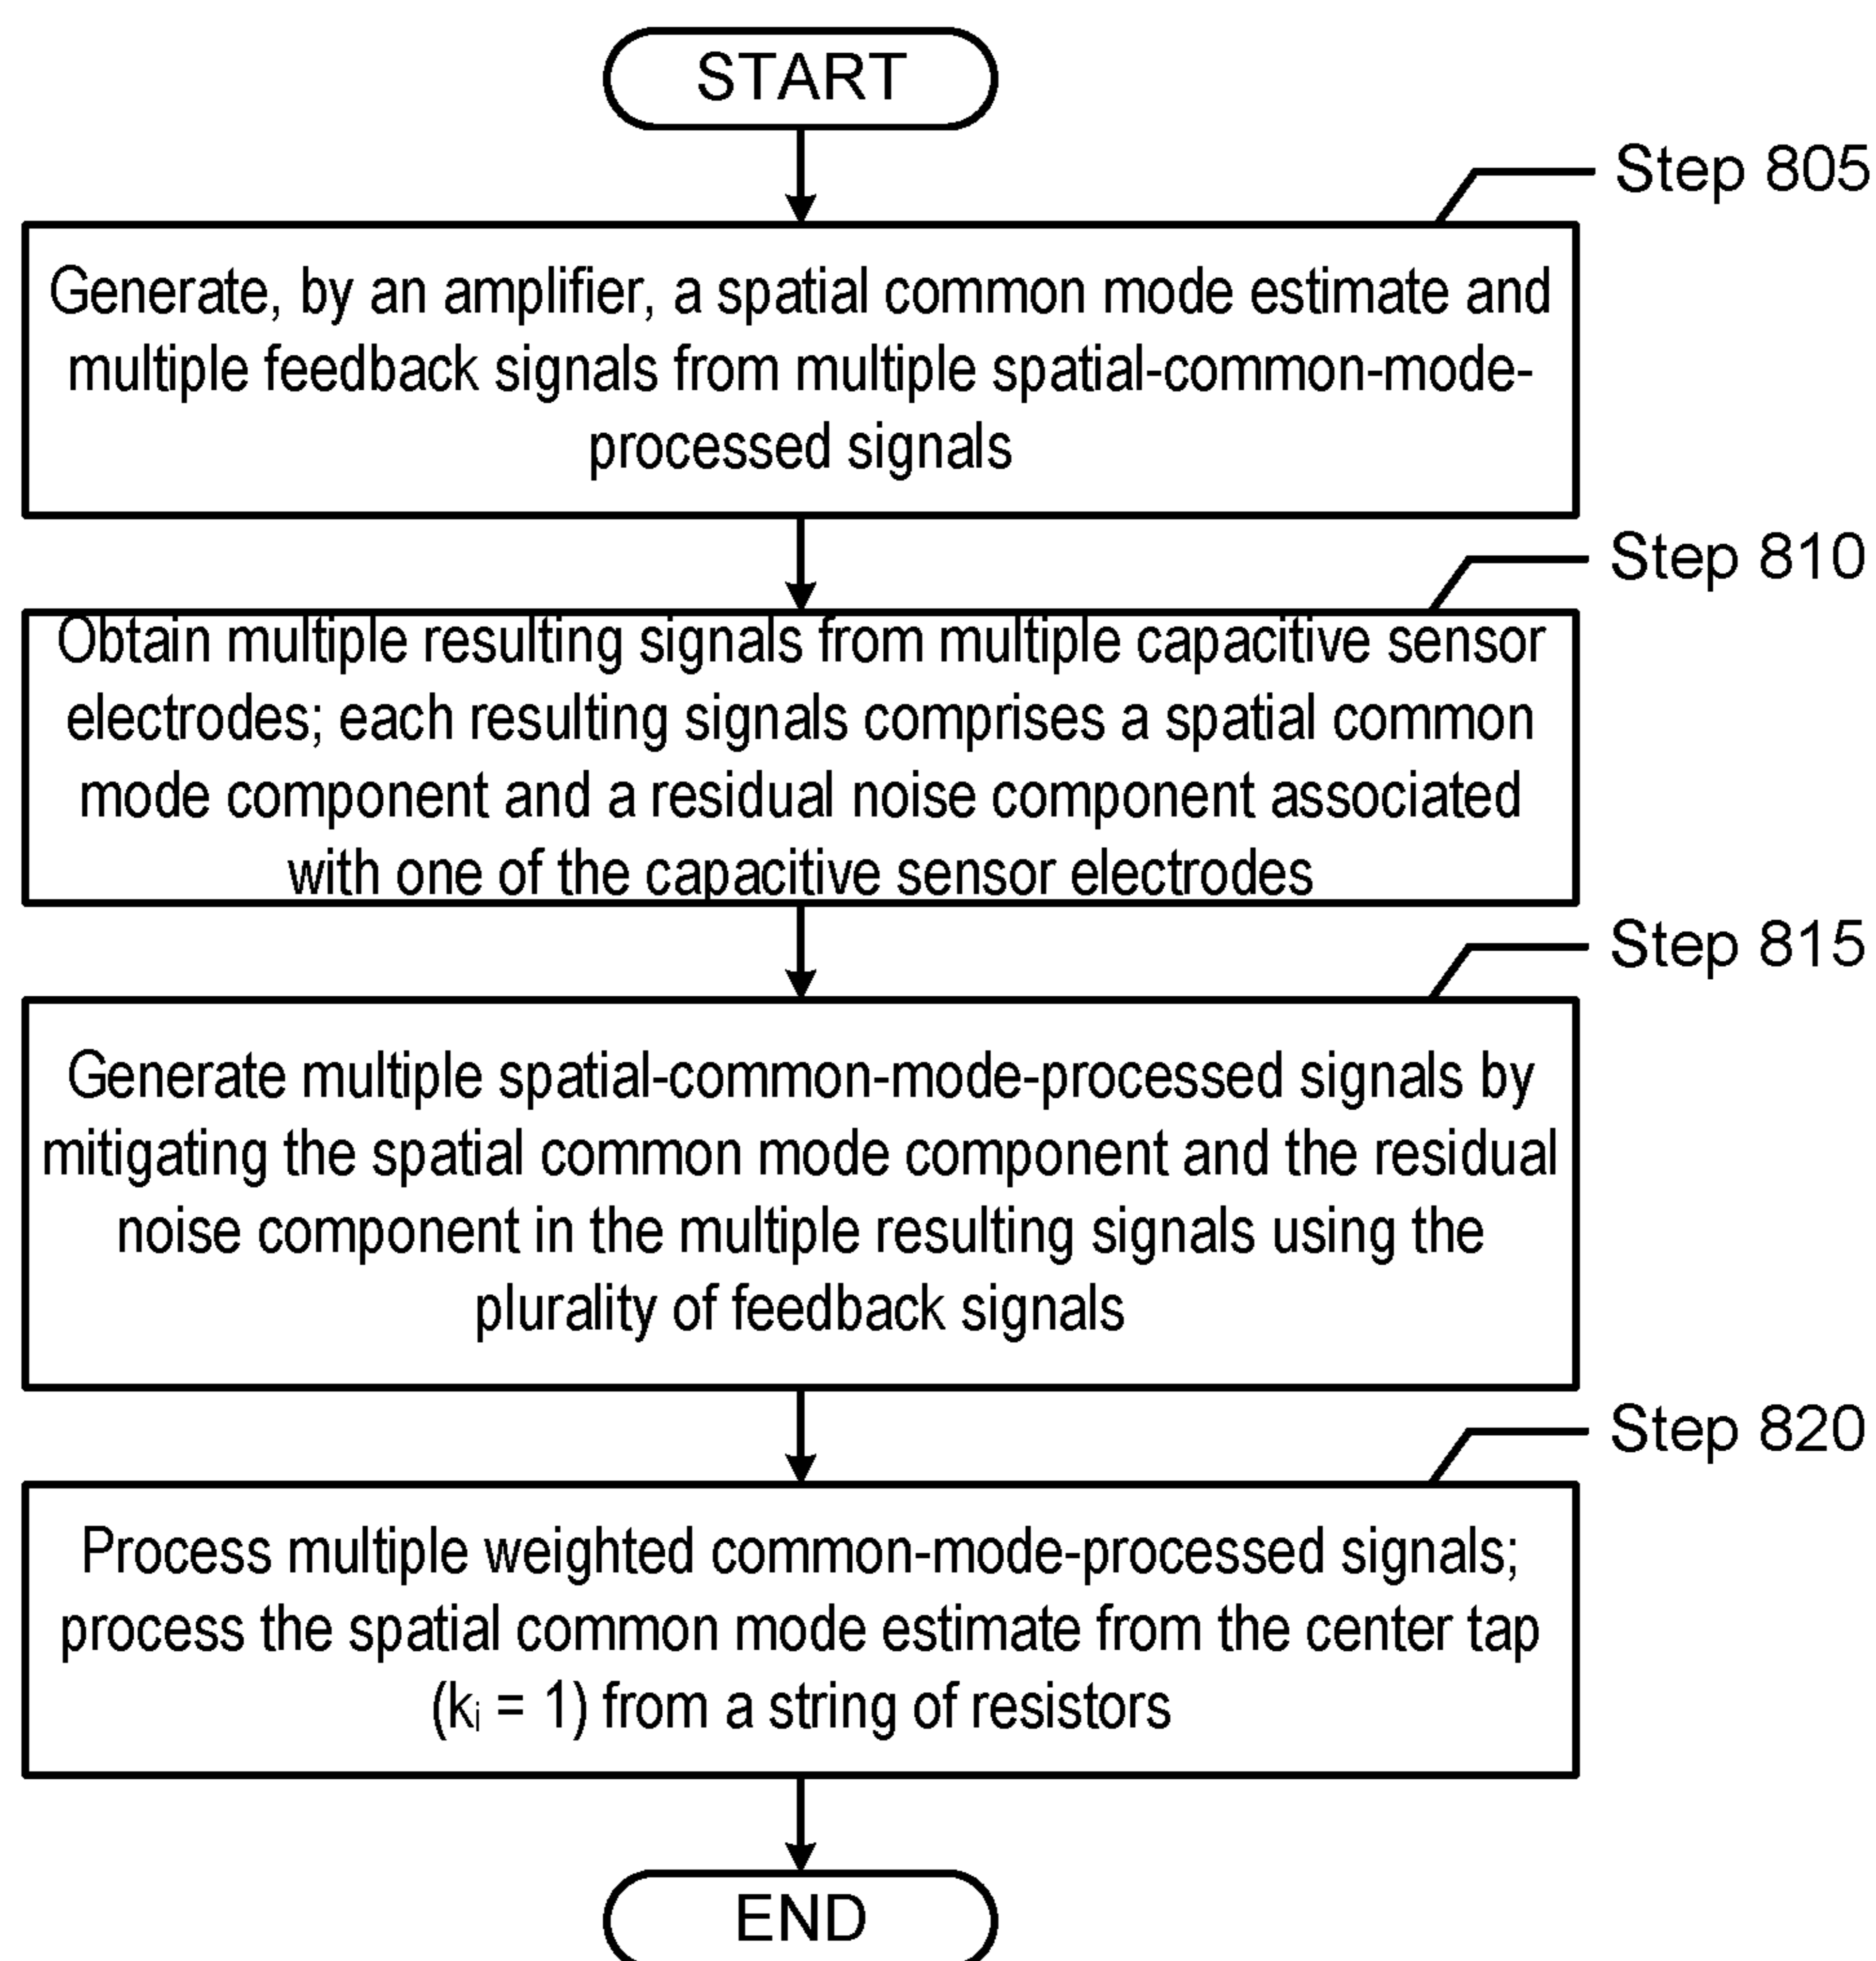 START
Step 805
Generate, by an amplifier, a spatial common mode estimate and
multiple feedback signals from multiple spatial-common-mode-
processed signals
Step 810
Obtain multiple resulting signals from multiple capacitive sensor
electrodes; each resulting signals comprises a spatial common
mode component and a residual noise component associated
with one of the capacitive sensor electrodes
Step 815
Generate multiple spatial-common-mode-processed signals by
mitigating the spatial common mode component and the residual
noise component in the multiple resulting signals using the
plurality of feedback signals
Step 820
Process multiple weighted common-mode-processed signals;
process the spatial common mode estimate from the center tap
(kᵢ = 1) from a string of resistors
END